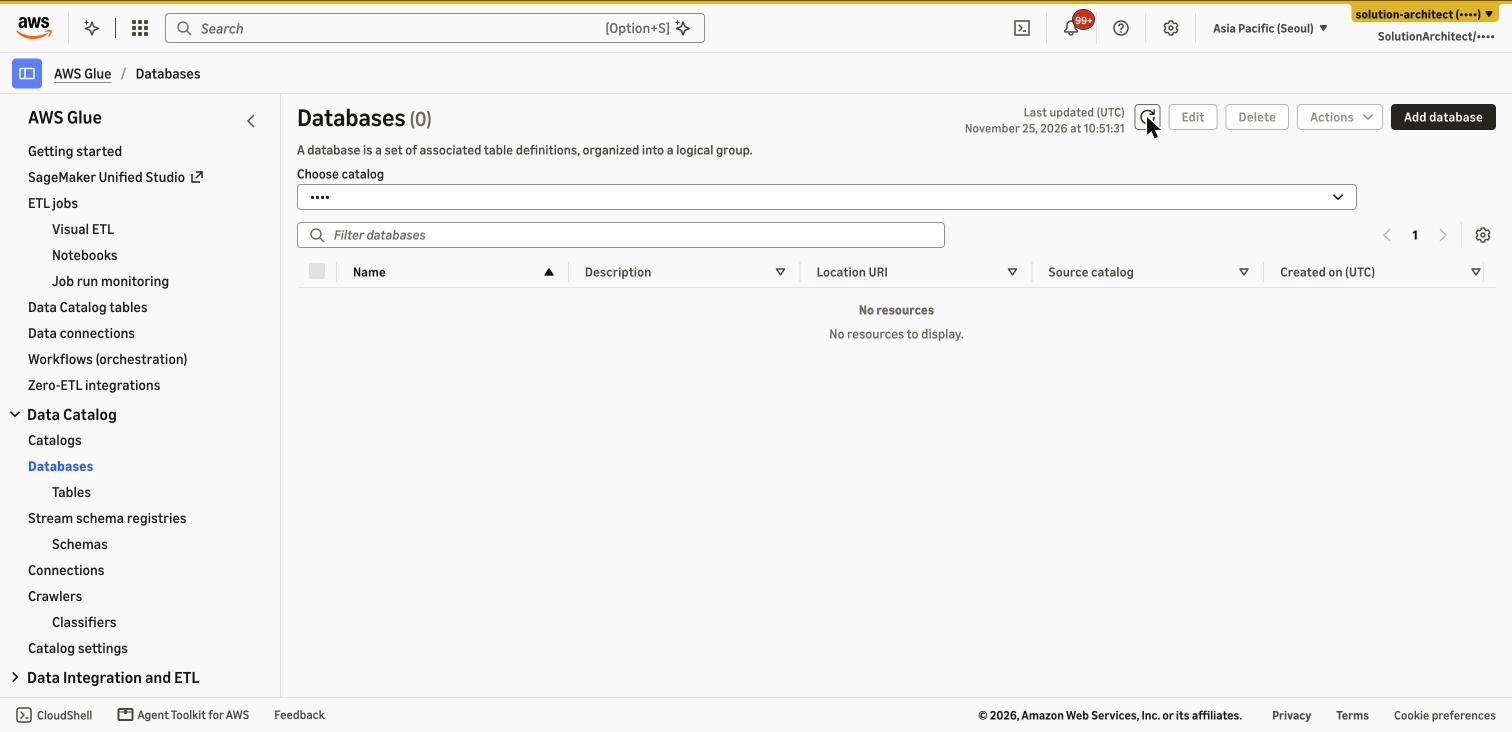 aws
Search [Option+S]
99+
Asia Pacific (Seoul)
solution-architect (••••)
SolutionArchitect/••••
AWS Glue / Databases
AWS Glue
Getting started
SageMaker Unified Studio
ETL jobs
Visual ETL
Notebooks
Job run monitoring
Data Catalog tables
Data connections
Workflows (orchestration)
Zero-ETL integrations
Data Catalog
Catalogs
Databases
Tables
Stream schema registries
Schemas
Connections
Crawlers
Classifiers
Catalog settings
Data Integration and ETL
Databases (0)
Last updated (UTC)
November 25, 2026 at 10:51:31
Edit
Delete
Actions
Add database
A database is a set of associated table definitions, organized into a logical group.
Choose catalog
••••
Filter databases
1
Name Description Location URI Source catalog Created on (UTC)
No resources
No resources to display.
CloudShell
Agent Toolkit for AWS
Feedback
© 2026, Amazon Web Services, Inc. or its affiliates.
Privacy
Terms
Cookie preferences